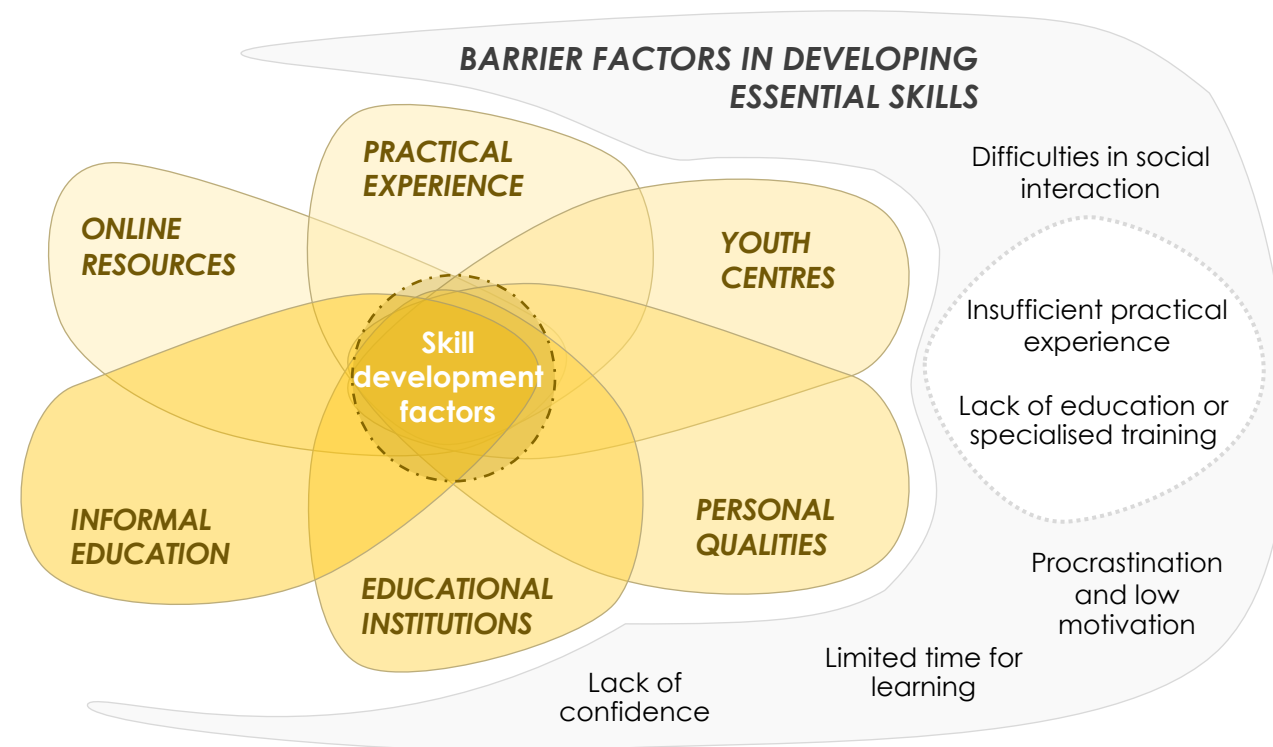 BARRIER FACTORS IN DEVELOPING
ESSENTIAL SKILLS
PRACTICAL
EXPERIENCE
ONLINE
RESOURCES
YOUTH
CENTRES
Skill
development
factors
INFORMAL
EDUCATION
EDUCATIONAL
INSTITUTIONS
PERSONAL
QUALITIES
Difficulties in social
interaction
Insufficient practical
experience
Lack of education or
specialised training
Procrastination
and low
motivation
Limited time for
learning
Lack of
confidence